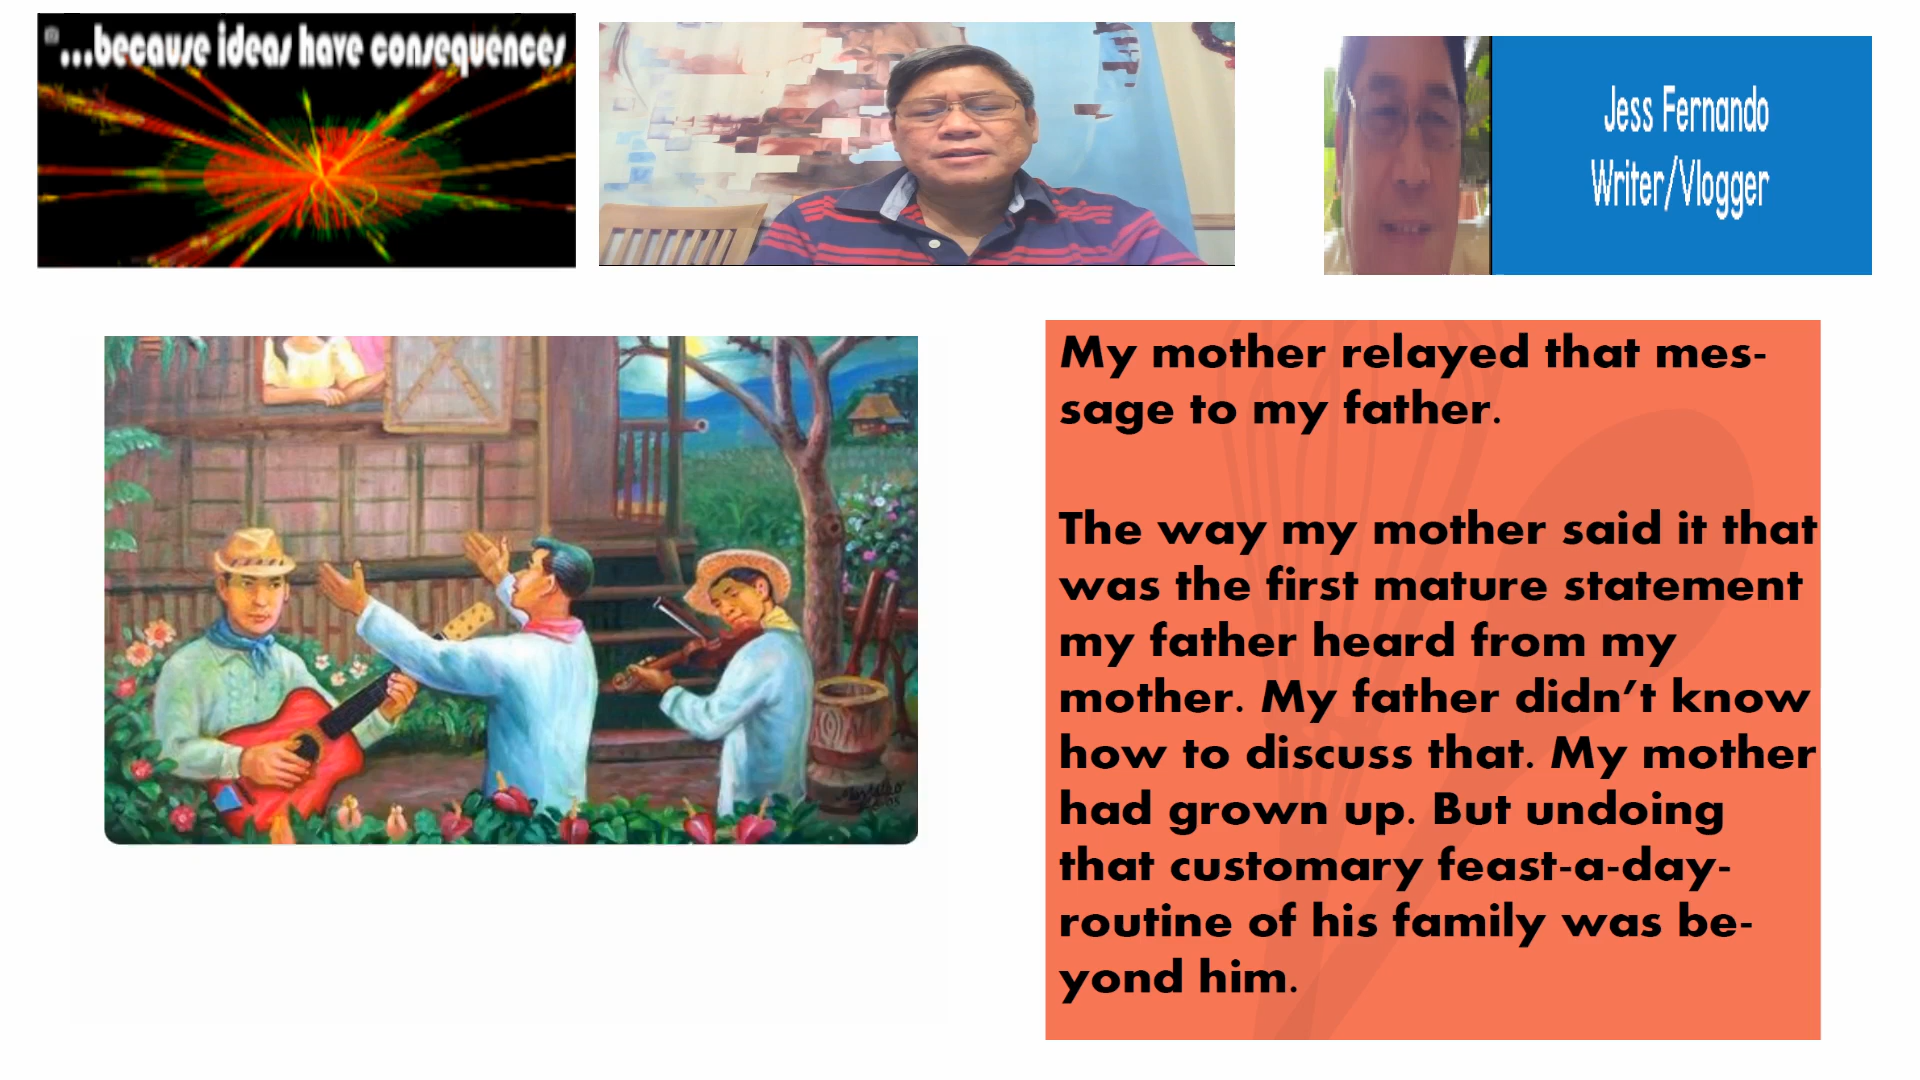 ...because ideas have consequences
Jess Fernando
Writer/Vlogger
My mother relayed that mes-
sage to my father.
The way my mother said it that
was the first mature statement
my father heard from my
mother. My father didn’t know
how to discuss that. My mother
had grown up. But undoing
that customary feast-a-day-
routine of his family was be-
yond him.